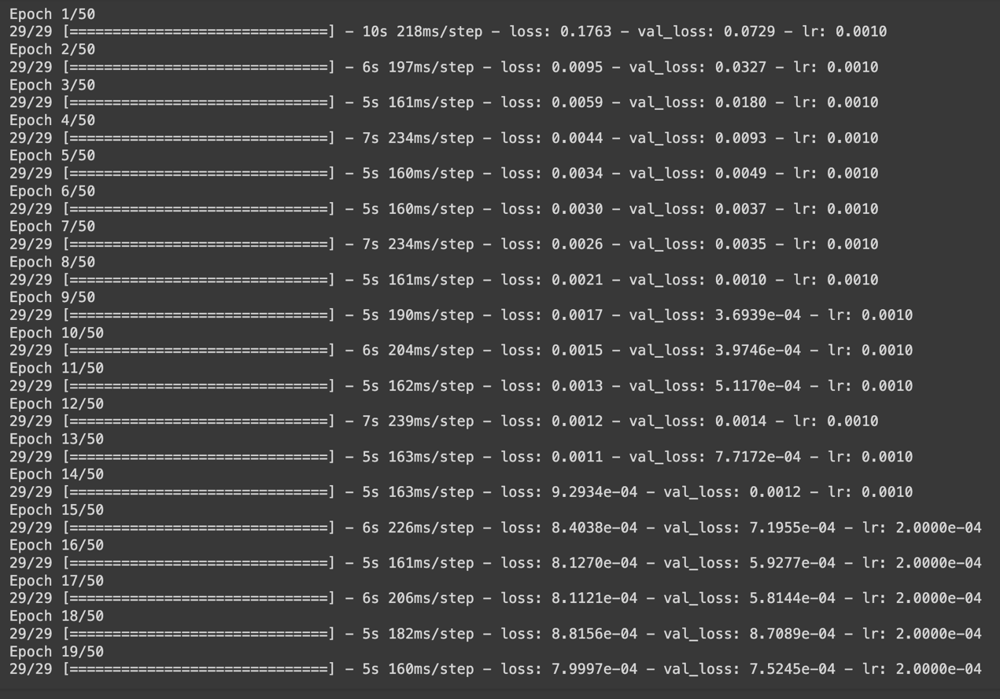 Epoch 1/50
29/29 [==============================] - 10s 218ms/step - loss: 0.1763 - val_loss: 0.0729 - lr: 0.0010
Epoch 2/50
29/29 [==============================] - 6s 197ms/step - loss: 0.0095 - val_loss: 0.0327 - lr: 0.0010
Epoch 3/50
29/29 [==============================] - 5s 161ms/step - loss: 0.0059 - val_loss: 0.0180 - lr: 0.0010
Epoch 4/50
29/29 [==============================] - 7s 234ms/step - loss: 0.0044 - val_loss: 0.0093 - lr: 0.0010
Epoch 5/50
29/29 [==============================] - 5s 160ms/step - loss: 0.0034 - val_loss: 0.0049 - lr: 0.0010
Epoch 6/50
29/29 [==============================] - 5s 160ms/step - loss: 0.0030 - val_loss: 0.0037 - lr: 0.0010
Epoch 7/50
29/29 [==============================] - 7s 234ms/step - loss: 0.0026 - val_loss: 0.0035 - lr: 0.0010
Epoch 8/50
29/29 [==============================] - 5s 161ms/step - loss: 0.0021 - val_loss: 0.0010 - lr: 0.0010
Epoch 9/50
29/29 [==============================] - 5s 190ms/step - loss: 0.0017 - val_loss: 3.6939e-04 - lr: 0.0010
Epoch 10/50
29/29 [==============================] - 6s 204ms/step - loss: 0.0015 - val_loss: 3.9746e-04 - lr: 0.0010
Epoch 11/50
29/29 [==============================] - 5s 162ms/step - loss: 0.0013 - val_loss: 5.1170e-04 - lr: 0.0010
Epoch 12/50
29/29 [==============================] - 7s 239ms/step - loss: 0.0012 - val_loss: 0.0014 - lr: 0.0010
Epoch 13/50
29/29 [==============================] - 5s 163ms/step - loss: 0.0011 - val_loss: 7.7172e-04 - lr: 0.0010
Epoch 14/50
29/29 [==============================] - 5s 163ms/step - loss: 9.2934e-04 - val_loss: 0.0012 - lr: 0.0010
Epoch 15/50
29/29 [==============================] - 6s 226ms/step - loss: 8.4038e-04 - val_loss: 7.1955e-04 - lr: 2.0000e-04
Epoch 16/50
29/29 [==============================] - 5s 161ms/step - loss: 8.1270e-04 - val_loss: 5.9277e-04 - lr: 2.0000e-04
Epoch 17/50
29/29 [==============================] - 6s 206ms/step - loss: 8.1121e-04 - val_loss: 5.8144e-04 - lr: 2.0000e-04
Epoch 18/50
29/29 [==============================] - 5s 182ms/step - loss: 8.8156e-04 - val_loss: 8.7089e-04 - lr: 2.0000e-04
Epoch 19/50
29/29 [==============================] - 5s 160ms/step - loss: 7.9997e-04 - val_loss: 7.5245e-04 - lr: 2.0000e-04